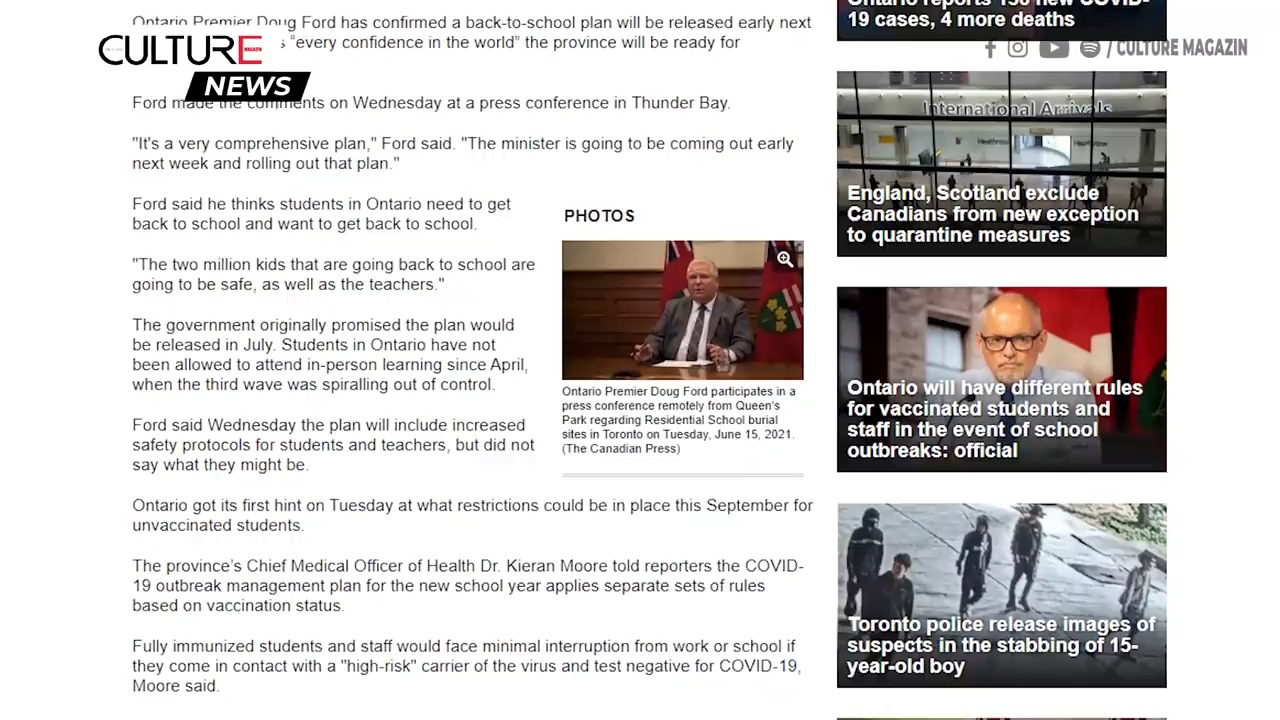 Ontario Premier Doug Ford has confirmed a back-to-school plan will be released early next
"every confidence in the world" the province will be ready for
CULTURE
NEWS
Ford made the comments on Wednesday at a press conference in Thunder Bay.
"It's a very comprehensive plan," Ford said. "The minister is going to be coming out early
next week and rolling out that plan."
Ford said he thinks students in Ontario need to get
back to school and want to get back to school.
"The two million kids that are going back to school are
going to be safe, as well as the teachers."
The government originally promised the plan would
be released in July. Students in Ontario have not
been allowed to attend in-person learning since April,
when the third wave was spiralling out of control.
Ford said Wednesday the plan will include increased
safety protocols for students and teachers, but did not
say what they might be.
PHOTOS
Ontario Premier Doug Ford participates in a
press conference remotely from Queen's
Park regarding Residential School burial
sites in Toronto on Tuesday, June 15, 2021.
(The Canadian Press)
Ontario got its first hint on Tuesday at what restrictions could be in place this September for
unvaccinated students.
The province's Chief Medical Officer of Health Dr. Kieran Moore told reporters the COVID-
19 outbreak management plan for the new school year applies separate sets of rules
based on vaccination status.
Fully immunized students and staff would face minimal interruption from work or school if
they come in contact with a "high-risk" carrier of the virus and test negative for COVID-19,
Moore said.
Ontario reports 158 new COVID-
19 cases, 4 more deaths
/ CULTURE MAGAZIN
International Arrivals
Heathrow
Heathrow
England, Scotland exclude
Canadians from new exception
to quarantine measures
Ontario will have different rules
for vaccinated students and
staff in the event of school
outbreaks: official
Toronto police release images of
suspects in the stabbing of 15-
year-old boy